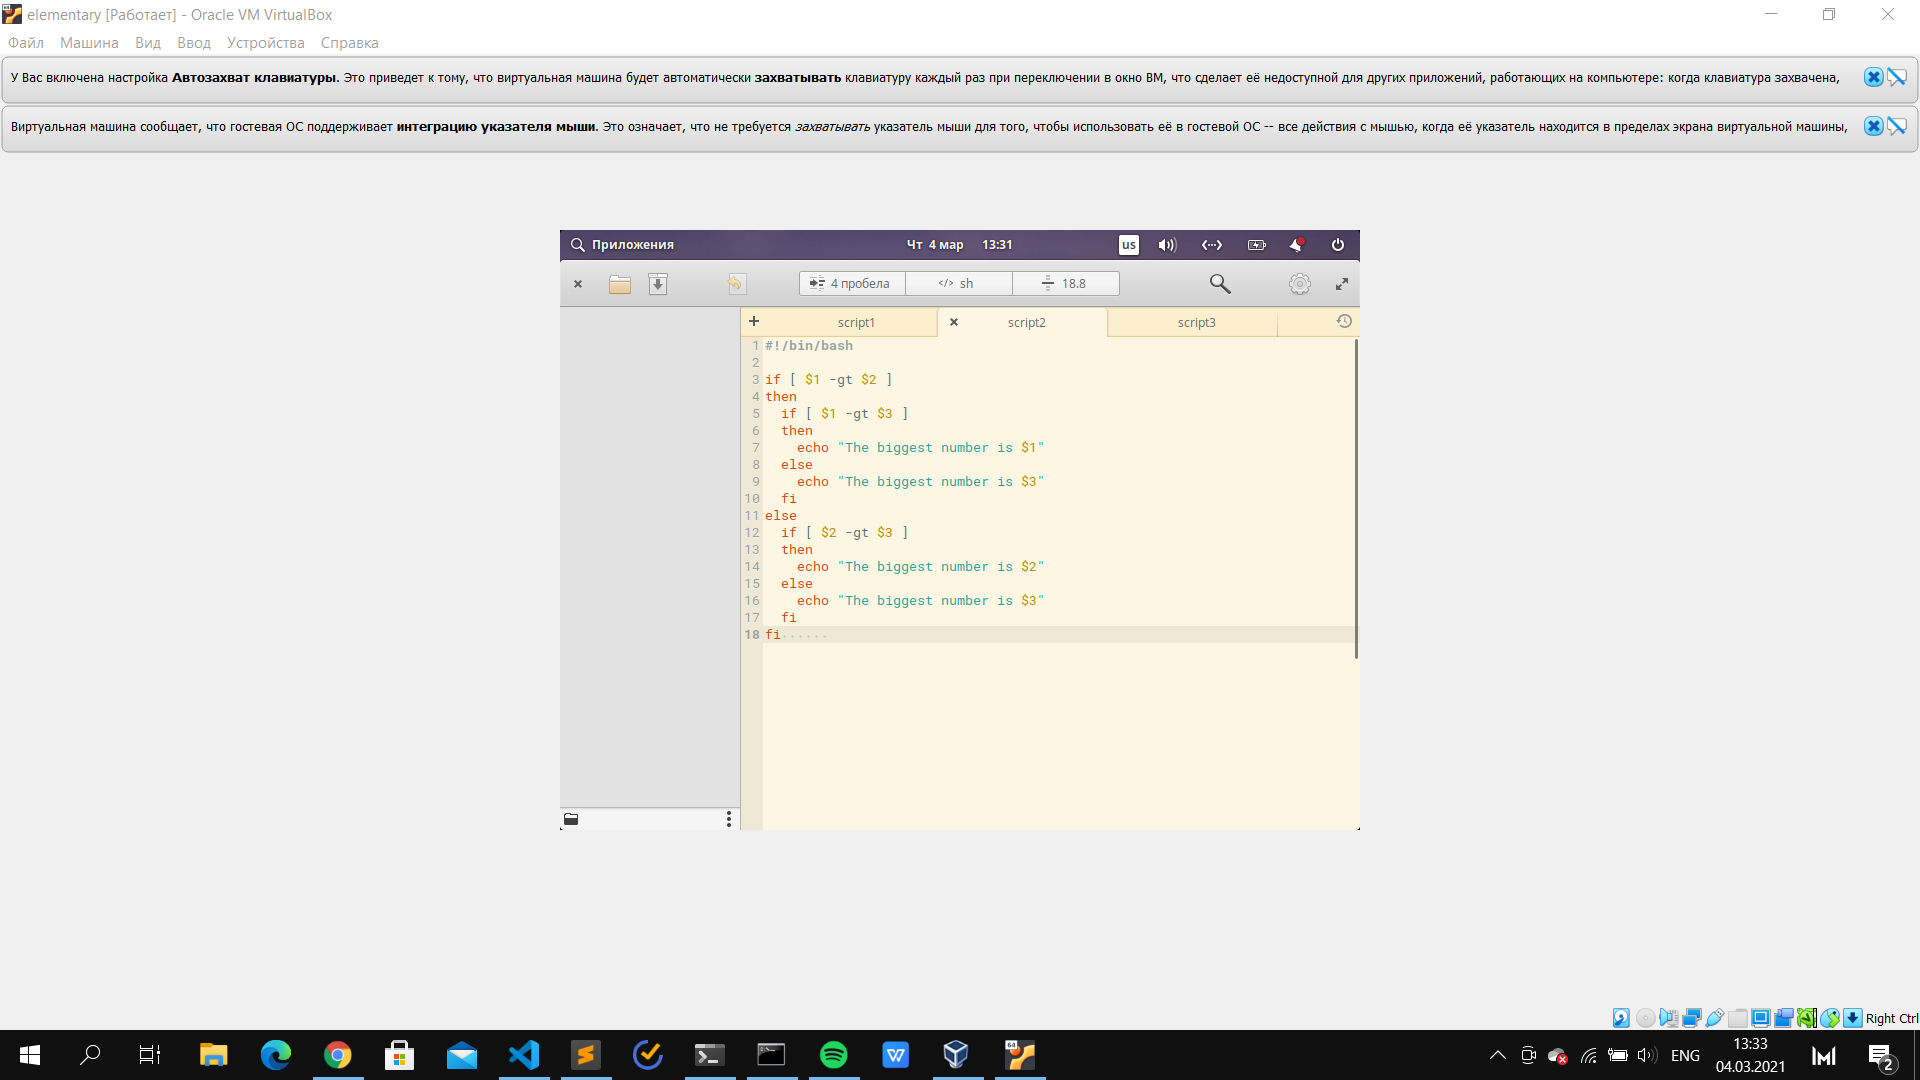 elementary [Работает] - Oracle VM VirtualBox
Файл Машина Вид Ввод Устройства Справка
У Вас включена настройка Автозахват клавиатуры. Это приведет к тому, что виртуальная машина будет автоматически захватывать клавиатуру каждый раз при переключении в окно ВМ, что сделает её недоступной для других приложений, работающих на компьютере: когда клавиатура захвачена,
Виртуальная машина сообщает, что гостевая ОС поддерживает интеграцию указателя мыши. Это означает, что не требуется захватывать указатель мыши для того, чтобы использовать её в гостевой ОС -- все действия с мышью, когда её указатель находится в пределах экрана виртуальной машины,
Приложения Чт 4 мар 13:31 us
4 пробела </> sh 18.8
script1 script2 script3
1 #!/bin/bash
2
3 if [ $1 -gt $2 ]
4 then
5 if [ $1 -gt $3 ]
6 then
7 echo "The biggest number is $1"
8 else
9 echo "The biggest number is $3"
10 fi
11 else
12 if [ $2 -gt $3 ]
13 then
14 echo "The biggest number is $2"
15 else
16 echo "The biggest number is $3"
17 fi
18 fi
Right Ctrl
ENG 13:33
04.03.2021
2